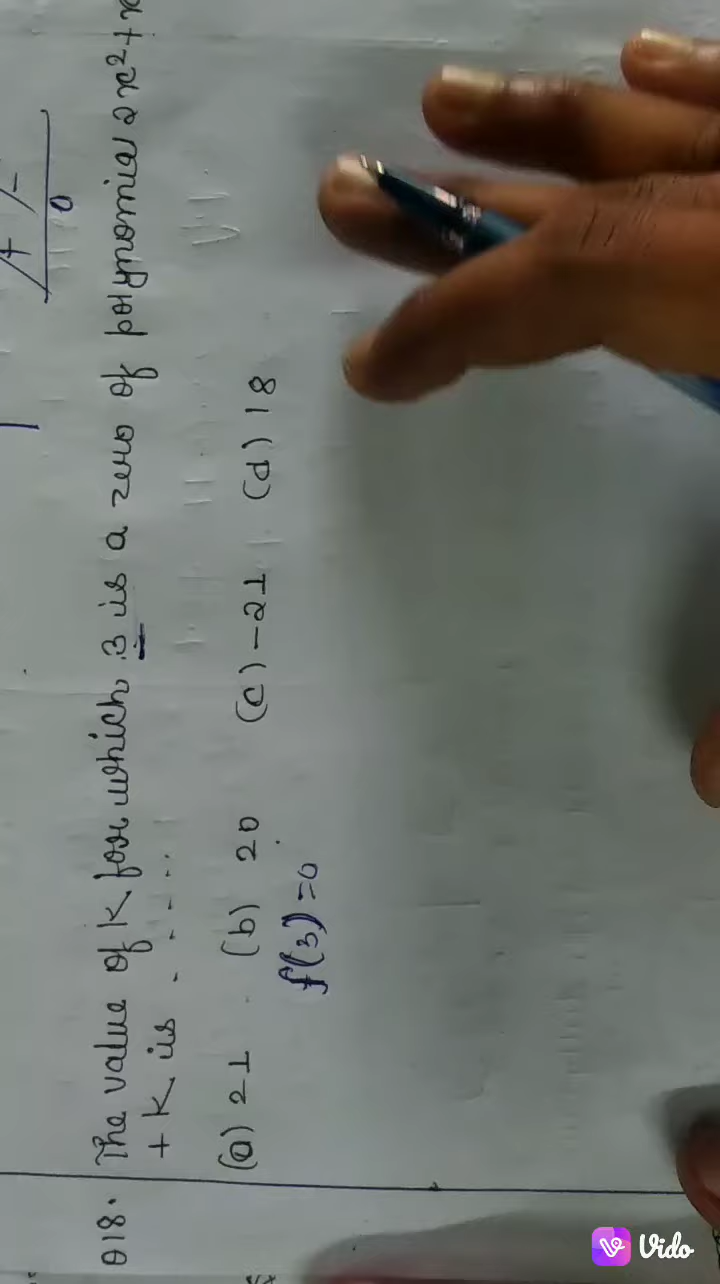 Q18. The value of K for which 3 is a zero of polynomial 2x²+x
+ K is . - - - - -
(a) 21 (b) 20 (c) -21 (d) 18
f(3)=0
+ -
0
Vido